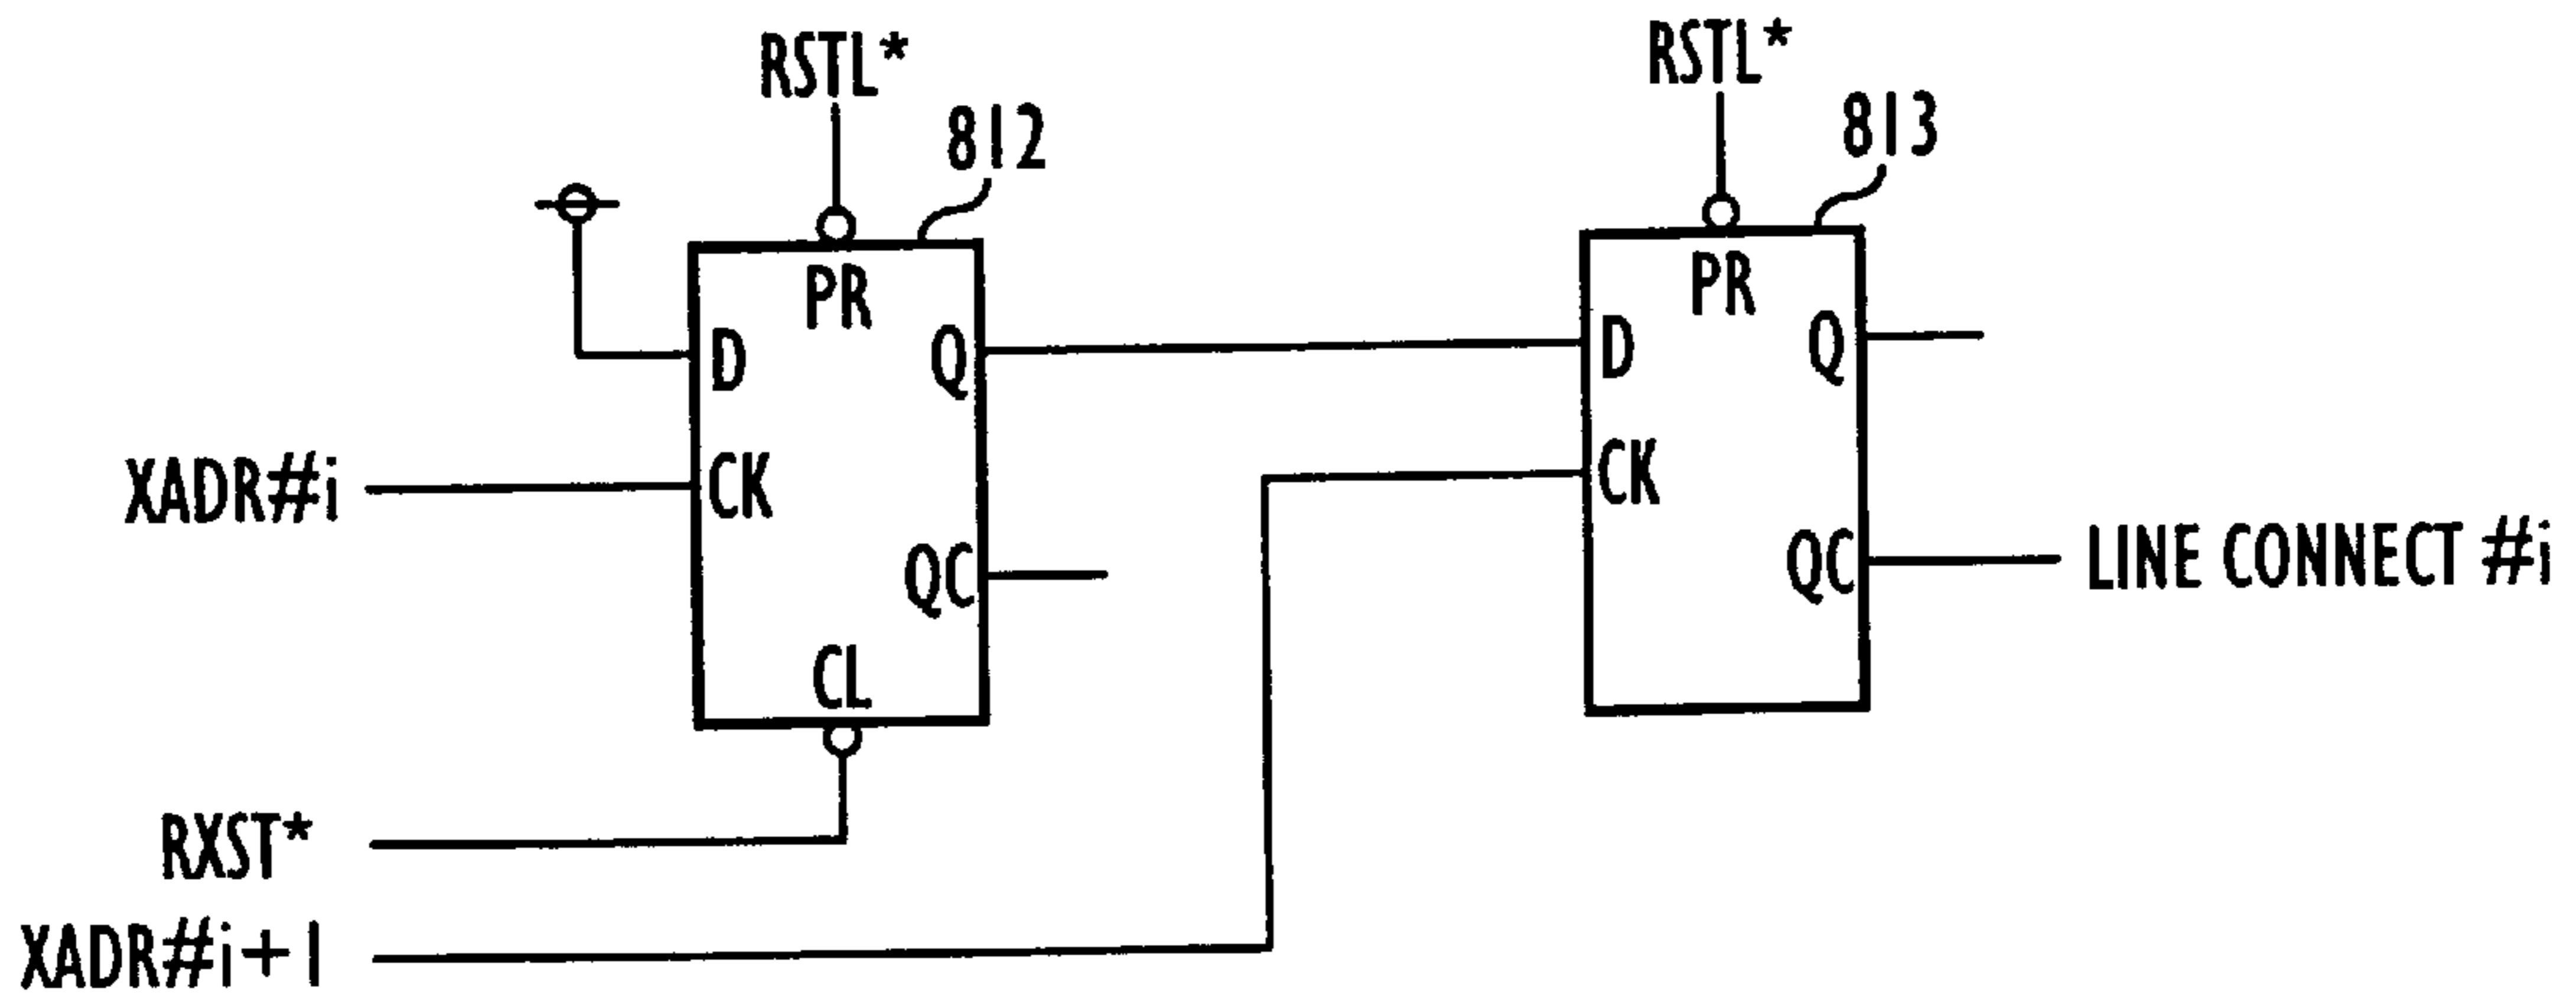 RSTL*
RSTL*
812
813
PR
PR
D
Q
D
Q
XADR#i
CK
CK
QC
QC
LINE CONNECT #i
CL
RXST*
XADR#i+1